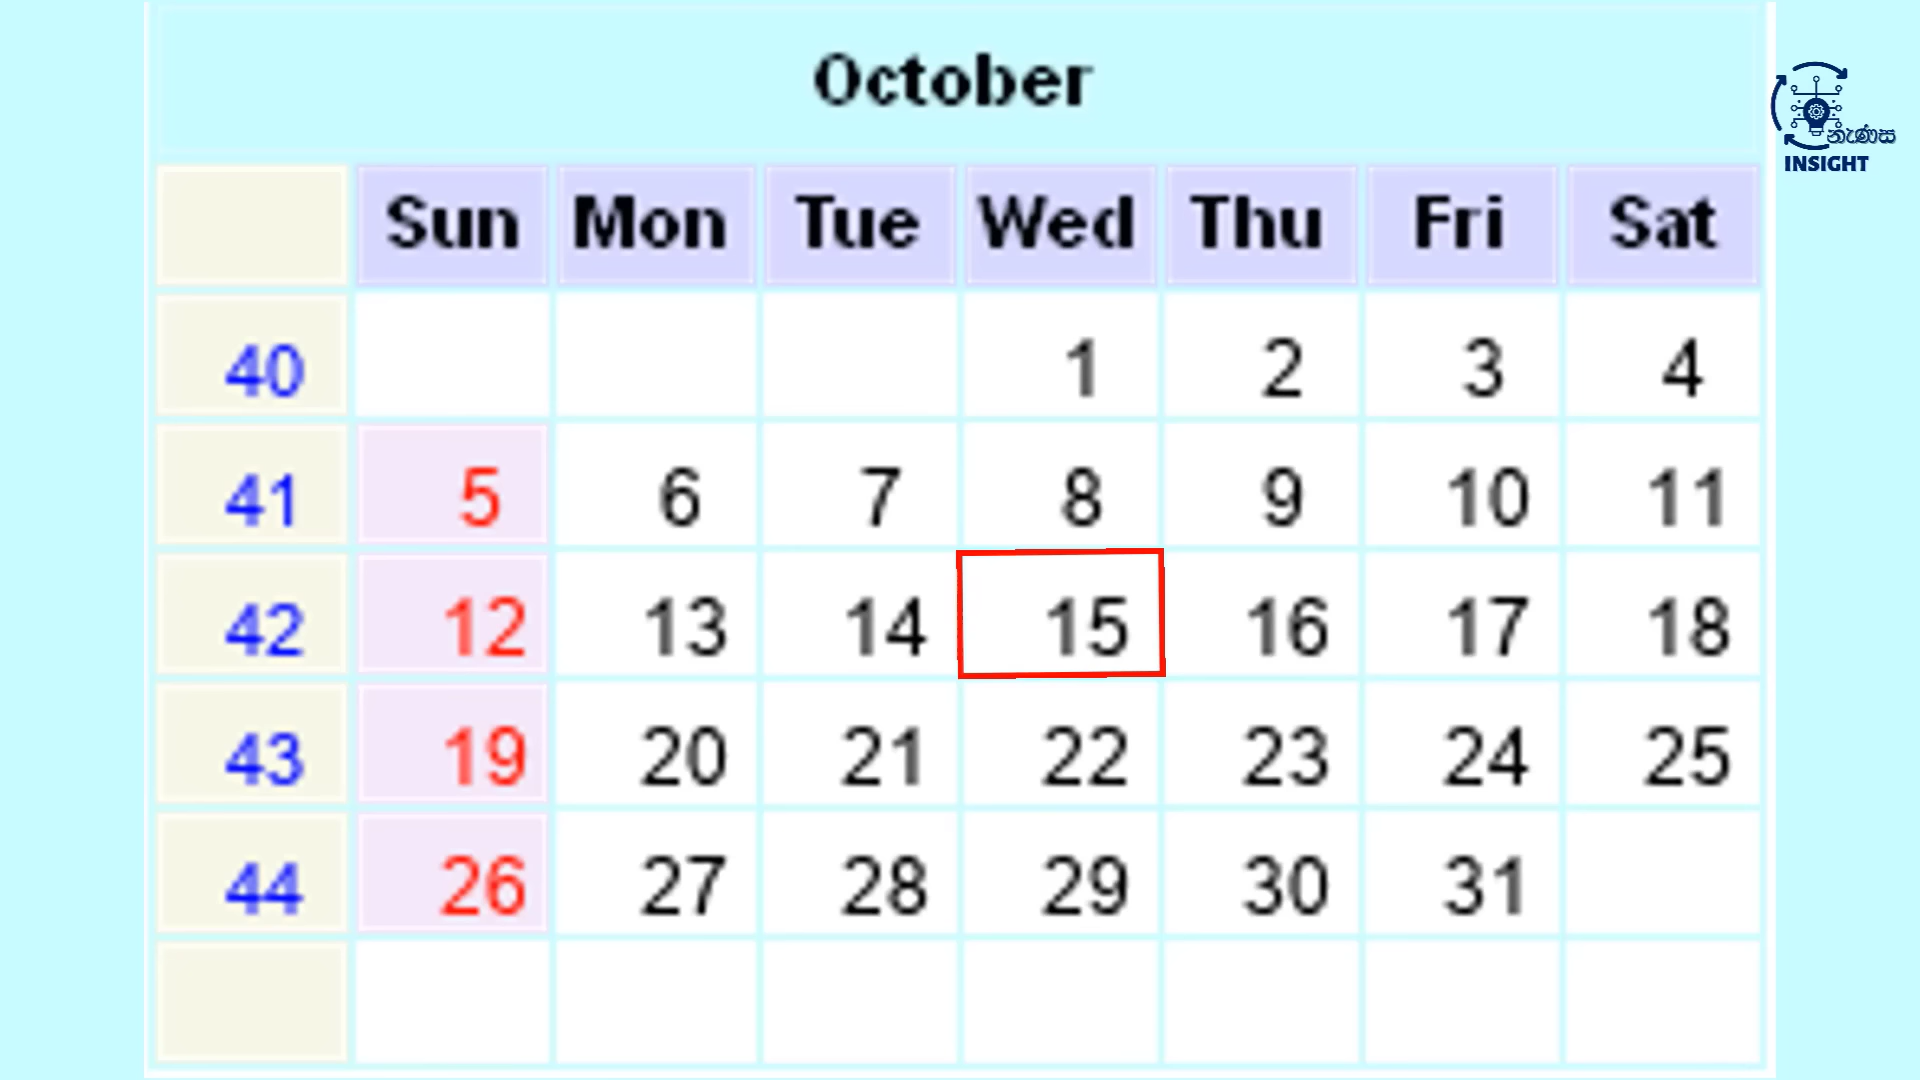 October
නැණස
INSIGHT
Sun Mon Tue Wed Thu Fri Sat
40 1 2 3 4
41 5 6 7 8 9 10 11
42 12 13 14 15 16 17 18
43 19 20 21 22 23 24 25
44 26 27 28 29 30 31